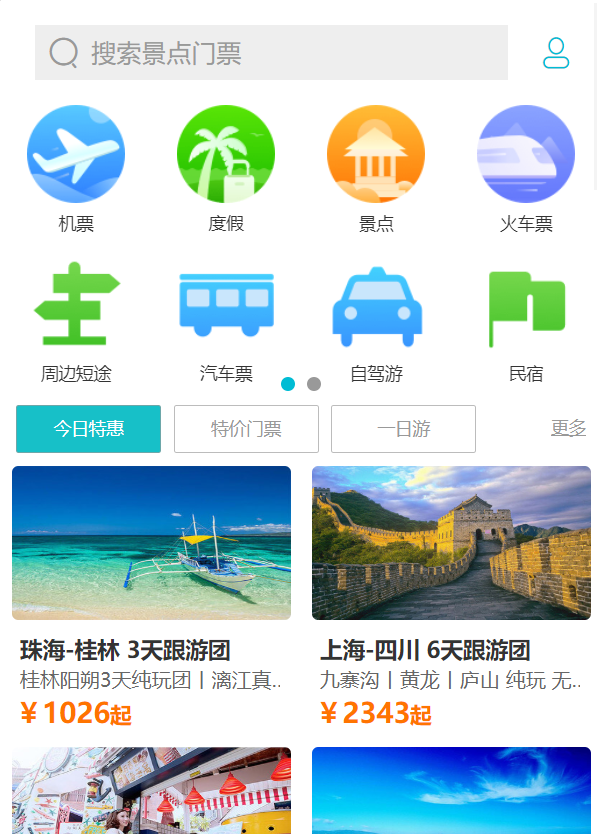 搜索景点门票
机票 度假 景点 火车票
周边短途 汽车票 自驾游 民宿
今日特惠 特价门票 一日游 更多
珠海-桂林 3天跟游团
桂林阳朔3天纯玩团丨漓江真...
￥1026起
上海-四川 6天跟游团
九寨沟丨黄龙丨庐山 纯玩 无...
￥2343起